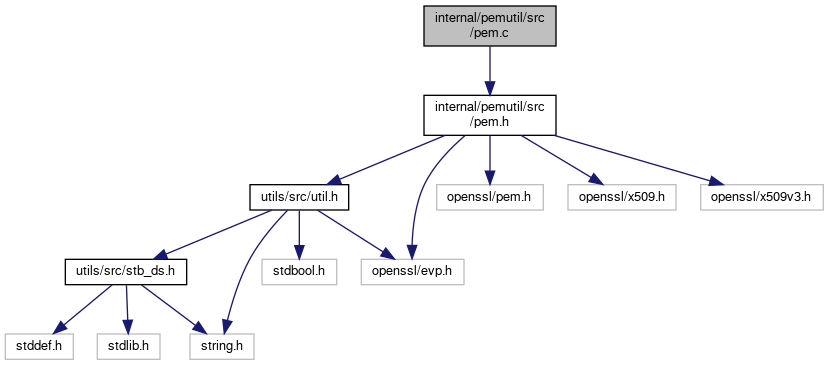 internal/pemutil/src
/pem.c
internal/pemutil/src
/pem.h
utils/src/util.h
openssl/pem.h
openssl/x509.h
openssl/x509v3.h
utils/src/stb_ds.h
stdbool.h
openssl/evp.h
stddef.h
stdlib.h
string.h